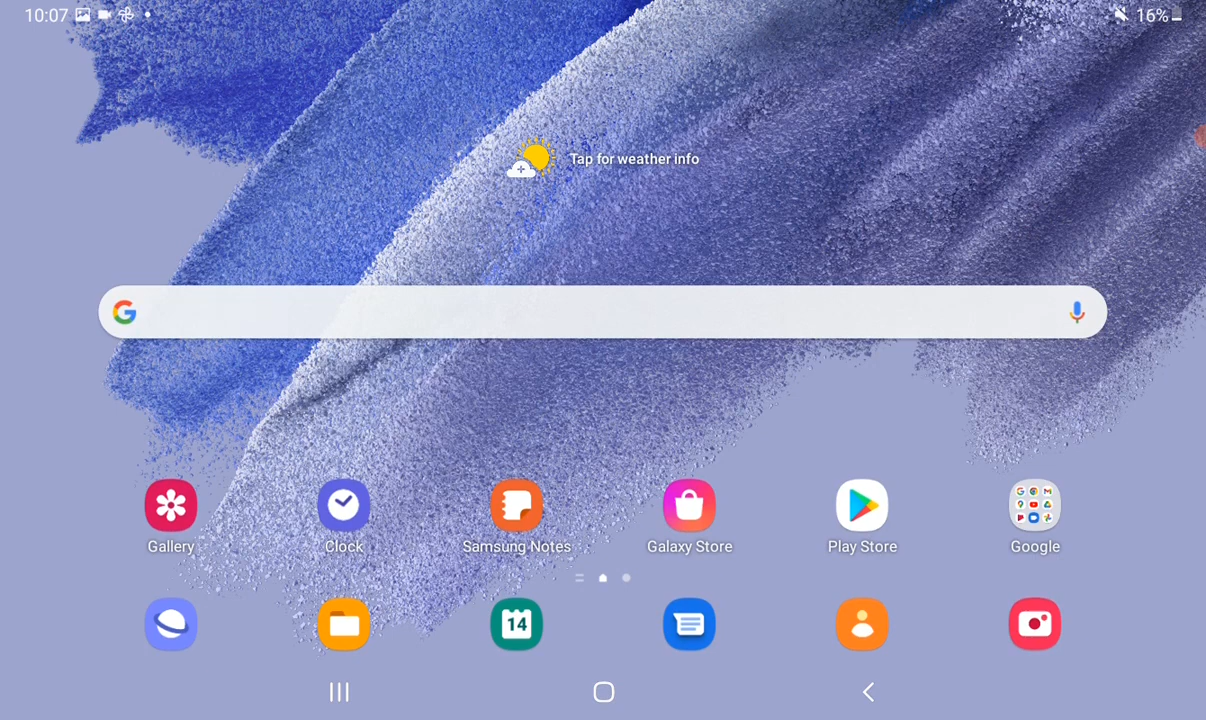 10:07
16%
Tap for weather info
Gallery
Clock
Samsung Notes
Galaxy Store
Play Store
Google
14